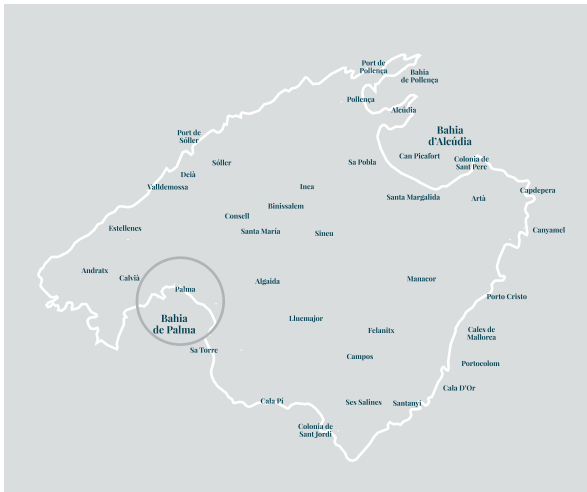 Port de
Pollença
Bahia
de Pollença
Pollença
Alcúdia
Port de
Sóller
Bahia
d'Alcúdia
Sóller
Sa Pobla
Can Picafort
Colonia de
Sant Pere
Deià
Valldemossa
Inca
Santa Margalida
Artà
Capdepera
Binissalem
Consell
Estellencs
Santa María
Sineu
Canyamel
Andratx
Calvià
Palma
Algaida
Manacor
Porto Cristo
Bahia
de Palma
Llucmajor
Felanitx
Cales de
Mallorca
Sa Torre
Campos
Portocolom
Cala D'Or
Cala Pi
Ses Salines
Santanyi
Colonia de
Sant Jordi